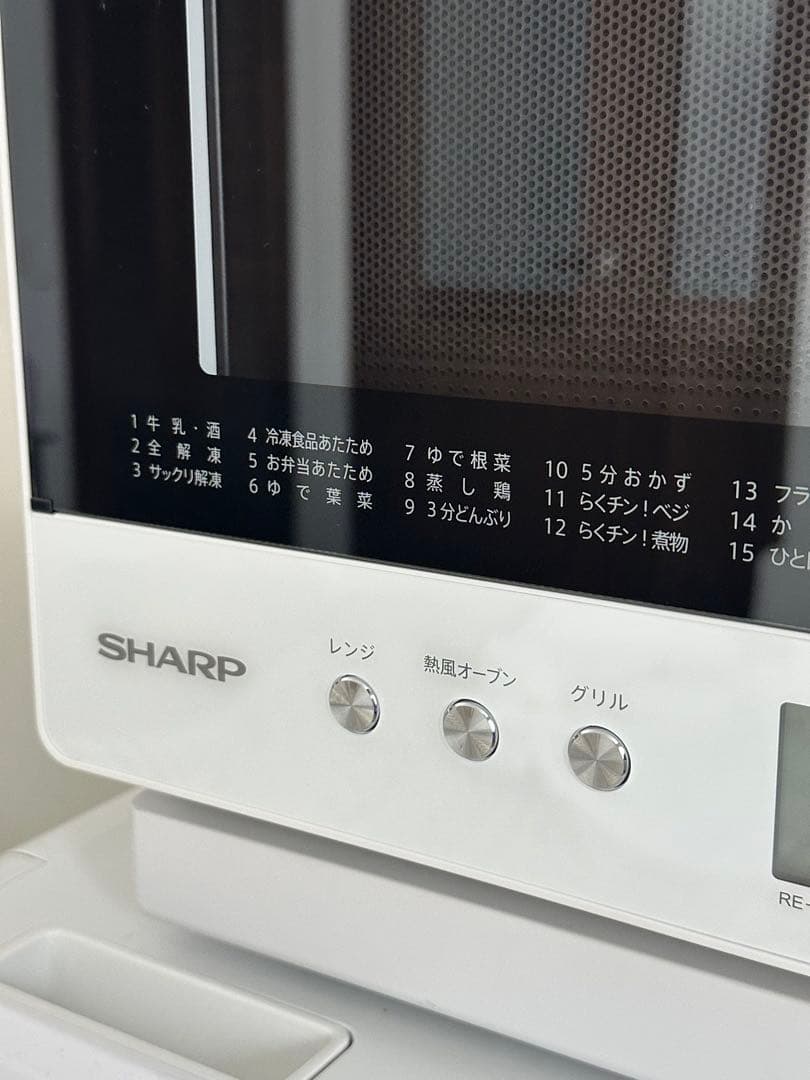 1 牛乳・酒
2 全解凍
3 サックリ解凍
4 冷凍食品あたため
5 お弁当あたため
6 ゆで葉菜
7 ゆで根菜
8 蒸し鶏
9 3分どんぶり
10 5分おかず
11 らくチン!ベジ
12 らくチン!煮物
13 フラ
14 か
15 ひと
SHARP
レンジ
熱風オーブン
グリル
RE-